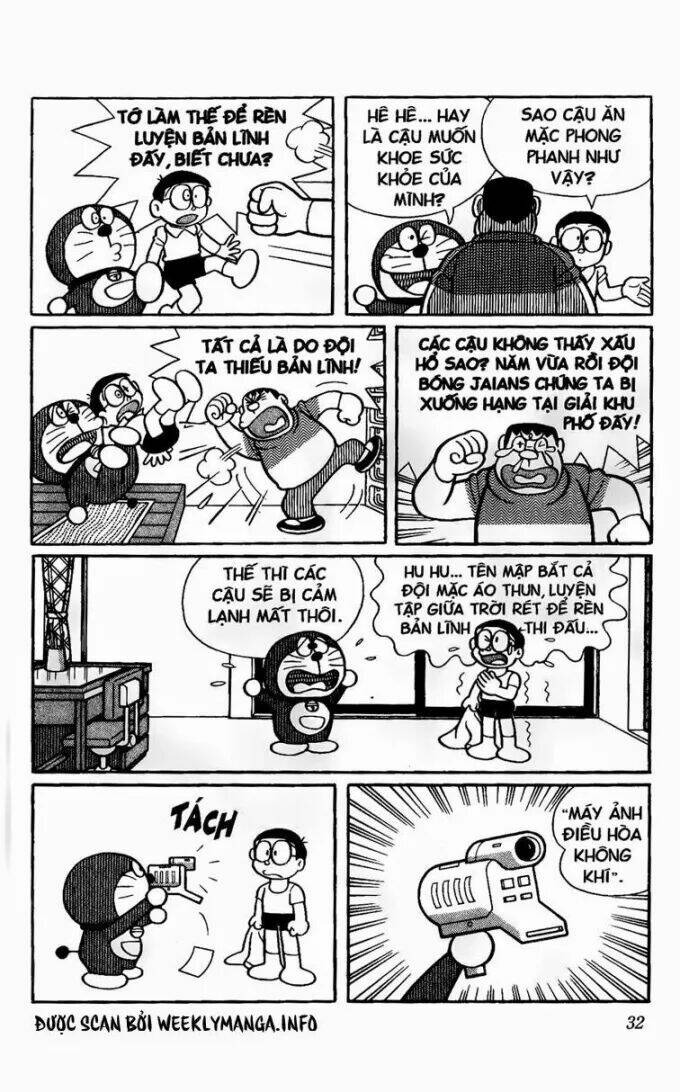 TỚ LÀM THẾ ĐỂ RÈN
LUYỆN BẢN LĨNH
ĐẤY, BIẾT CHƯA?
SAO CẬU ĂN
MẶC PHONG
PHANH NHƯ
VẬY?
HÊ HÊ... HAY
LÀ CẬU MUỐN
KHOE SỨC
KHỎE CỦA
MÌNH?
TẤT CẢ LÀ DO ĐỘI
TA THIẾU BẢN LĨNH!
CÁC CẬU KHÔNG THẤY XẤU
HỔ SAO? NĂM VỪA RỒI ĐỘI
BÓNG JAIANS CHÚNG TA BỊ
XUỐNG HẠNG TẠI GIẢI KHU
PHỐ ĐẤY!
THẾ THÌ CÁC
CẬU SẼ BỊ CẢM
LẠNH MẤT THÔI.
HU HU... TÊN MẬP BẮT CẢ
ĐỘI MẶC ÁO THUN, LUYỆN
TẬP GIỮA TRỜI RÉT ĐỂ RÈN
BẢN LĨNH THI ĐẤU...
TÁCH
"MÁY ẢNH
ĐIỀU HÒA
KHÔNG
KHÍ".
ĐƯỢC SCAN BỞI WEEKLYMANGA.INFO
32